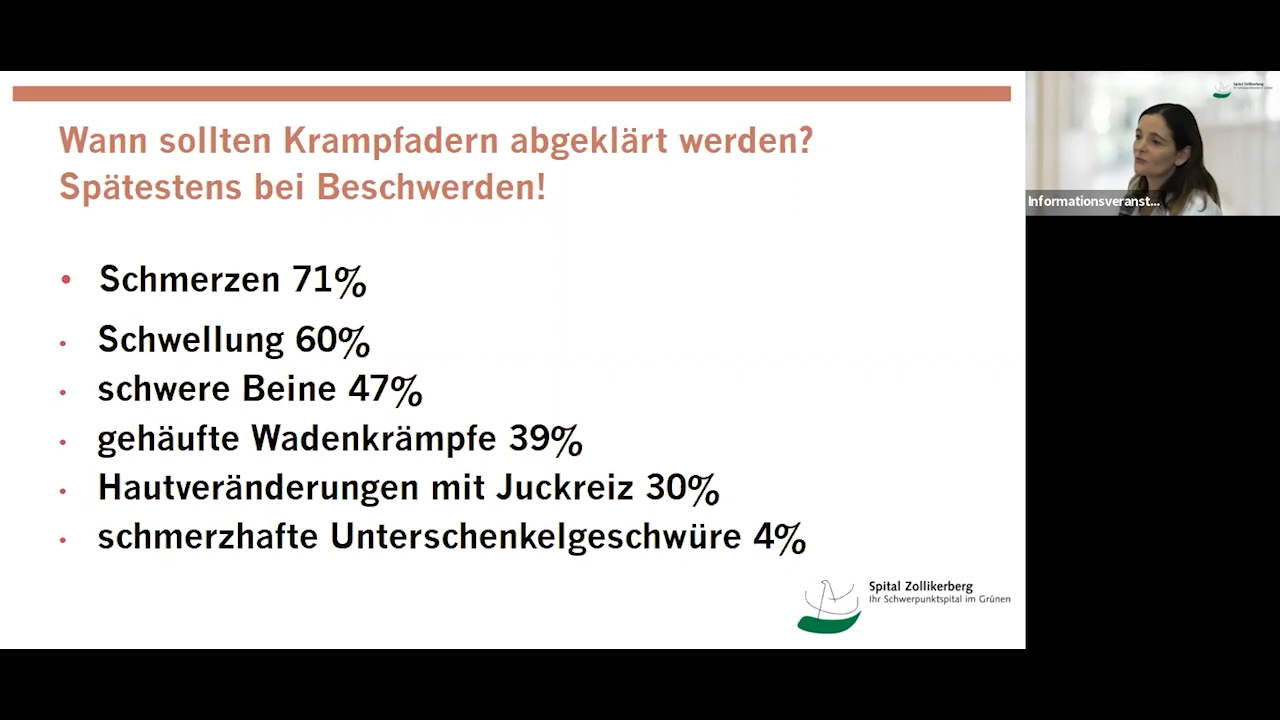 Wann sollten Krampfadern abgeklärt werden?
Spätestens bei Beschwerden!
• Schmerzen 71%
• Schwellung 60%
• schwere Beine 47%
• gehäufte Wadenkrämpfe 39%
• Hautveränderungen mit Juckreiz 30%
• schmerzhafte Unterschenkelgeschwüre 4%
Spital Zollikerberg
Ihr Schwerpunktspital im Grünen
Informationsveranst...